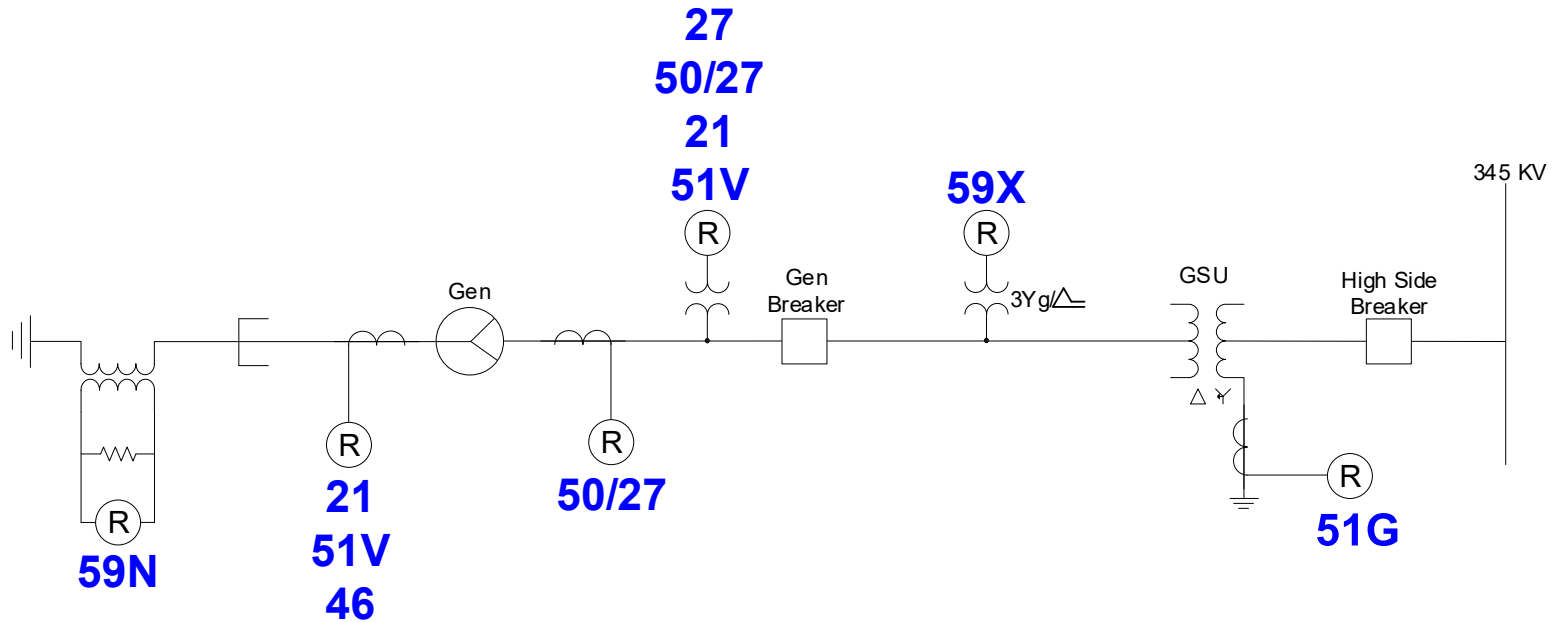 27
50/27
21
51V
R
59X
R
3Yg/
Gen
Gen
Breaker
GSU
High Side
Breaker
345 KV
R
59N
R
21
51V
46
R
50/27
R
51G